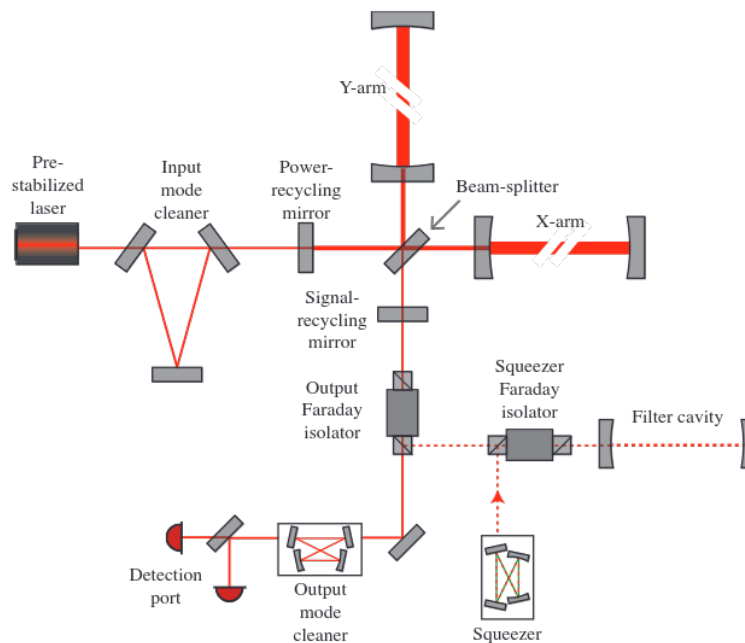 Y-arm
Pre-
stabilized
laser
Input
mode
cleaner
Power-
recycling
mirror
Beam-splitter
X-arm
Signal-
recycling
mirror
Output
Faraday
isolator
Squeezer
Faraday
isolator
Filter cavity
Detection
port
Output
mode
cleaner
Squeezer